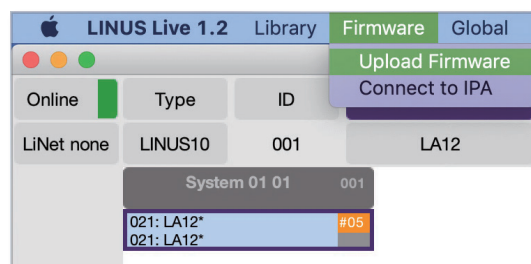 LINUS Live 1.2 Library Firmware Global
Upload Firmware
Connect to IPA
Online Type ID
LiNet none LINUS10 001 LA12
System 01 01 001
021: LA12* #05
021: LA12*